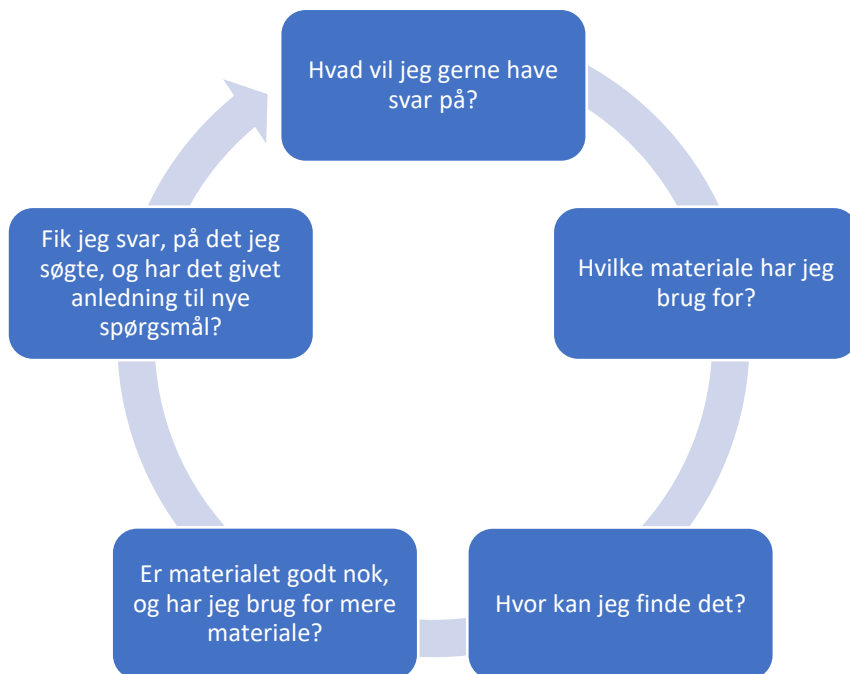 Hvad vil jeg gerne have
svar på?
Hvilke materiale har jeg
brug for?
Hvor kan jeg finde det?
Er materialet godt nok,
og har jeg brug for mere
materiale?
Fik jeg svar, på det jeg
søgte, og har det givet
anledning til nye
spørgsmål?